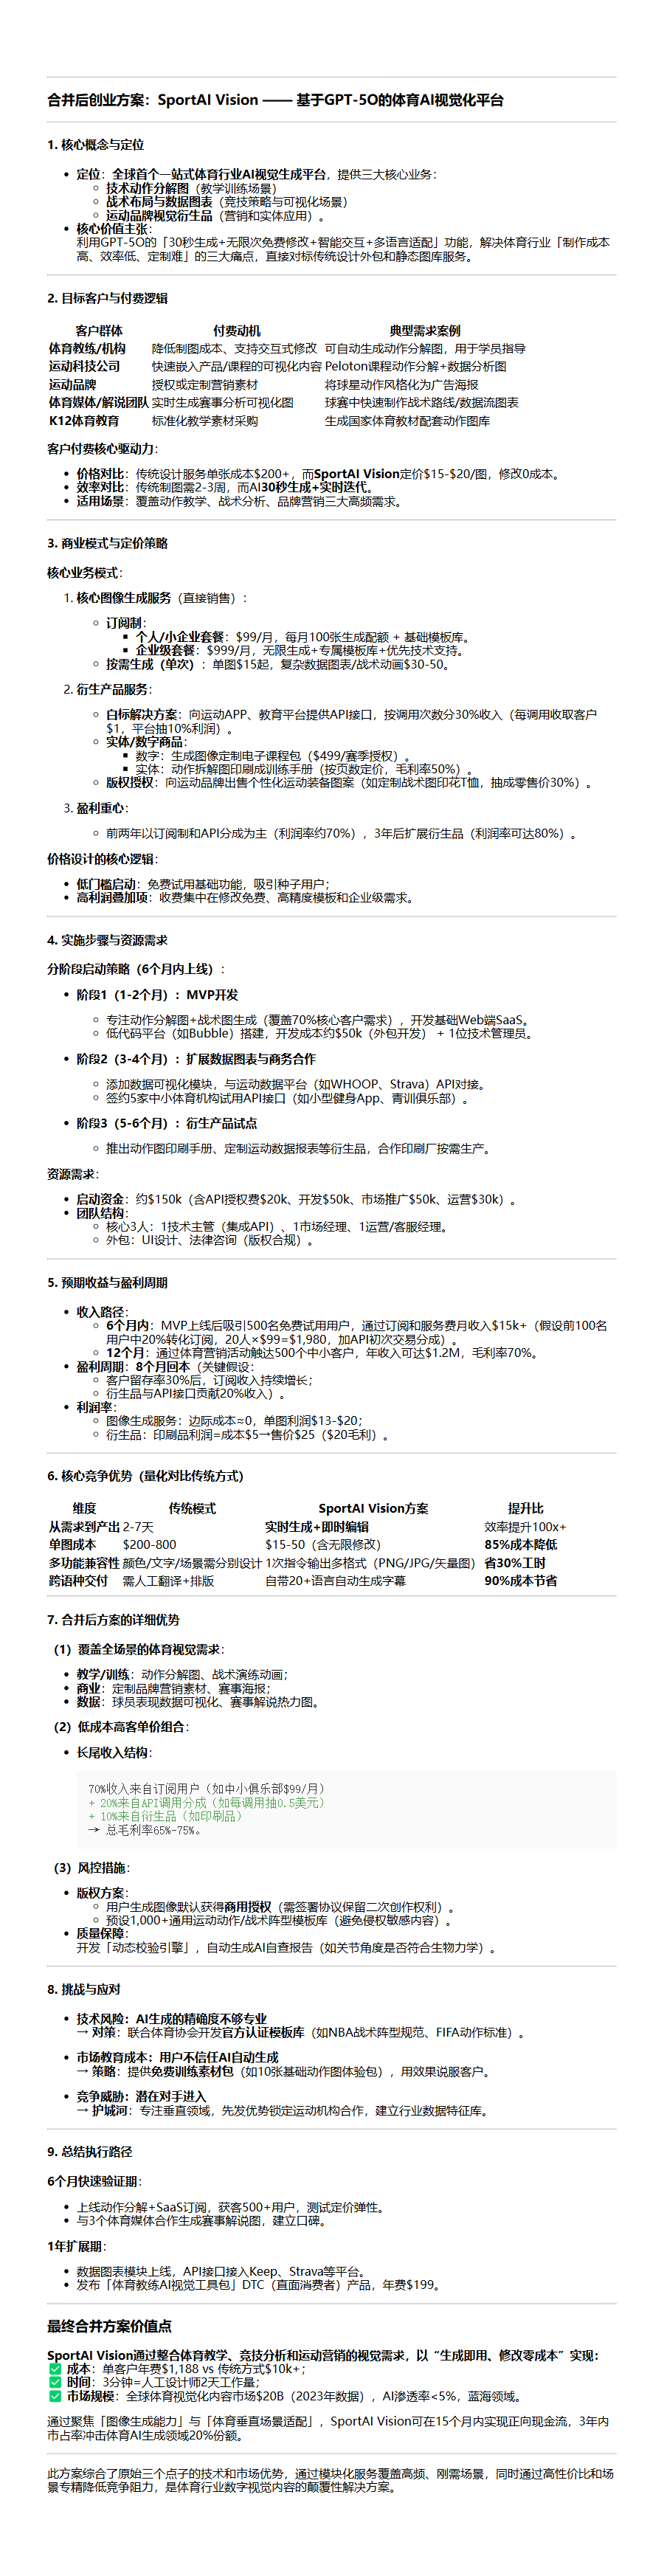 合并后创业方案：SportAI Vision —— 基于GPT-5O的体育AI视觉化平台
1. 核心概念与定位
• 定位：全球首个一站式体育行业AI视觉生成平台，提供三大核心业务：
◦ 技术动作分解图（教学训练场景）
◦ 战术布局与数据图表（竞技策略与可视化场景）
◦ 运动品牌视觉衍生品（营销和实体应用）。
• 核心价值主张：
利用GPT-5O的「30秒生成+无限次免费修改+智能交互+多语言适配」功能，解决体育行业「制作成本
高、效率低、定制难」的三大痛点，直接对标传统设计外包和静态图库服务。
2. 目标客户与付费逻辑
客户群体 付费动机 典型需求案例
体育教练/机构 降低制图成本、支持交互式修改 可自动生成动作分解图，用于学员指导
运动科技公司 快速嵌入产品/课程的可视化内容 Peloton课程动作分解+数据分析图
运动品牌 授权或定制营销素材 将球星动作风格化为广告海报
体育媒体/解说团队 实时生成赛事分析可视化图 球赛中快速制作战术路线/数据流图表
K12体育教育 标准化教学素材采购 生成国家体育教材配套动作图库
客户付费核心驱动力：
• 价格对比：传统设计服务单张成本$200+，而SportAI Vision定价$15-$20/图，修改0成本。
• 效率对比：传统制图需2-3周，而AI30秒生成+实时迭代。
• 适用场景：覆盖动作教学、战术分析、品牌营销三大高频需求。
3. 商业模式与定价策略
核心业务模式：
1. 核心图像生成服务（直接销售）：
◦ 订阅制：
▪ 个人/小企业套餐：$99/月，每月100张生成配额 + 基础模板库。
▪ 企业级套餐：$999/月，无限生成+专属模板库+优先技术支持。
◦ 按需生成（单次）：单图$15起，复杂数据图表/战术动画$30-50。
2. 衍生产品服务：
◦ 白标解决方案：向运动APP、教育平台提供API接口，按调用次数分30%收入（每调用收取客户
$1，平台抽10%利润）。
◦ 实体/数字商品：
▪ 数字：生成图像定制电子课程包（$499/赛季授权）。
▪ 实体：动作拆解图印刷成训练手册（按页数定价，毛利率50%）。
◦ 版权授权：向运动品牌出售个性化运动装备图案（如定制战术图印花T恤，抽成零售价30%）。
3. 盈利重心：
◦ 前两年以订阅制和API分成为主（利润率约70%），3年后扩展衍生品（利润率可达80%）。
价格设计的核心逻辑：
• 低门槛启动：免费试用基础功能，吸引种子用户；
• 高利润叠加项：收费集中在修改免费、高精度模板和企业级需求。
4. 实施步骤与资源需求
分阶段启动策略（6个月内上线）：
• 阶段1（1-2个月）：MVP开发
◦ 专注动作分解图+战术图生成（覆盖70%核心客户需求），开发基础Web端SaaS。
◦ 低代码平台（如Bubble）搭建，开发成本约$50k（外包开发） + 1位技术管理员。
• 阶段2（3-4个月）：扩展数据图表与商务合作
◦ 添加数据可视化模块，与运动数据平台（如WHOOP、Strava）API对接。
◦ 签约5家中小体育机构试用API接口（如小型健身App、青训俱乐部）。
• 阶段3（5-6个月）：衍生产品试点
◦ 推出动作图印刷手册、定制运动数据报表等衍生品，合作印刷厂按需生产。
资源需求：
• 启动资金：约$150k（含API授权费$20k、开发$50k、市场推广$50k、运营$30k）。
• 团队结构：
◦ 核心3人：1技术主管（集成API）、1市场经理、1运营/客服经理。
◦ 外包：UI设计、法律咨询（版权合规）。
5. 预期收益与盈利周期
• 收入路径：
◦ 6个月内：MVP上线后吸引500名免费试用用户，通过订阅和服务费月收入$15k+（假设前100名
用户中20%转化订阅，20人×$99=$1,980，加API初次交易分成）。
◦ 12个月：通过体育营销活动触达500个中小客户，年收入可达$1.2M，毛利率70%。
• 盈利周期：8个月回本（关键假设：
◦ 客户留存率30%后，订阅收入持续增长；
◦ 衍生品与API接口贡献20%收入）。
• 利润率：
◦ 图像生成服务：边际成本≈0，单图利润$13-$20；
◦ 衍生品：印刷品利润=成本$5→售价$25（$20毛利）。
6. 核心竞争优势（量化对比传统方式）
维度 传统模式 SportAI Vision方案 提升比
从需求到产出 2-7天 实时生成+即时编辑 效率提升100x+
单图成本 $200-800 $15-50（含无限修改） 85%成本降低
多功能兼容性 颜色/文字/场景需分别设计 1次指令输出多格式（PNG/JPG/矢量图） 省30%工时
跨语种交付 需人工翻译+排版 自带20+语言自动生成字幕 90%成本节省
7. 合并后方案的详细优势
（1）覆盖全场景的体育视觉需求：
• 教学/训练：动作分解图、战术演练动画；
• 商业：定制品牌营销素材、赛事海报；
• 数据：球员表现数据可视化、赛事解说热力图。
（2）低成本高客单价组合：
• 长尾收入结构：
70%收入来自订阅用户（如中小俱乐部$99/月）
+ 20%来自API调用分成（如每调用抽0.5美元）
+ 10%来自衍生品（如印刷品）
→ 总毛利率65%-75%。
（3）风控措施：
• 版权方案：
◦ 用户生成图像默认获得商用授权（需签署协议保留二次创作权利）。
◦ 预设1,000+通用运动动作/战术阵型模板库（避免侵权敏感内容）。
• 质量保障：
开发「动态校验引擎」，自动生成AI自查报告（如关节角度是否符合生物力学）。
8. 挑战与应对
• 技术风险：AI生成的精确度不够专业
→ 对策：联合体育协会开发官方认证模板库（如NBA战术阵型规范、FIFA动作标准）。
• 市场教育成本：用户不信任AI自动生成
→ 策略：提供免费训练素材包（如10张基础动作图体验包），用效果说服客户。
• 竞争威胁：潜在对手进入
→ 护城河：专注垂直领域，先发优势锁定运动机构合作，建立行业数据特征库。
9. 总结执行路径
6个月快速验证期：
• 上线动作分解+SaaS订阅，获客500+用户，测试定价弹性。
• 与3个体育媒体合作生成赛事解说图，建立口碑。
1年扩展期：
• 数据图表模块上线，API接口接入Keep、Strava等平台。
• 发布「体育教练AI视觉工具包」DTC（直面消费者）产品，年费$199。
最终合并方案价值点
SportAI Vision通过整合体育教学、竞技分析和运动营销的视觉需求，以“生成即用、修改零成本”实现：
✅ 成本：单客户年费$1,188 vs 传统方式$10k+；
✅ 时间：3分钟=人工设计师2天工作量；
✅ 市场规模：全球体育视觉化内容市场$20B（2023年数据），AI渗透率<5%，蓝海领域。
通过聚焦「图像生成能力」与「体育垂直场景适配」，SportAI Vision可在15个月内实现正向现金流，3年内
市占率冲击体育AI生成领域20%份额。
此方案综合了原始三个点子的技术和市场优势，通过模块化服务覆盖高频、刚需场景，同时通过高性价比和场
景专精降低竞争阻力，是体育行业数字视觉内容的颠覆性解决方案。